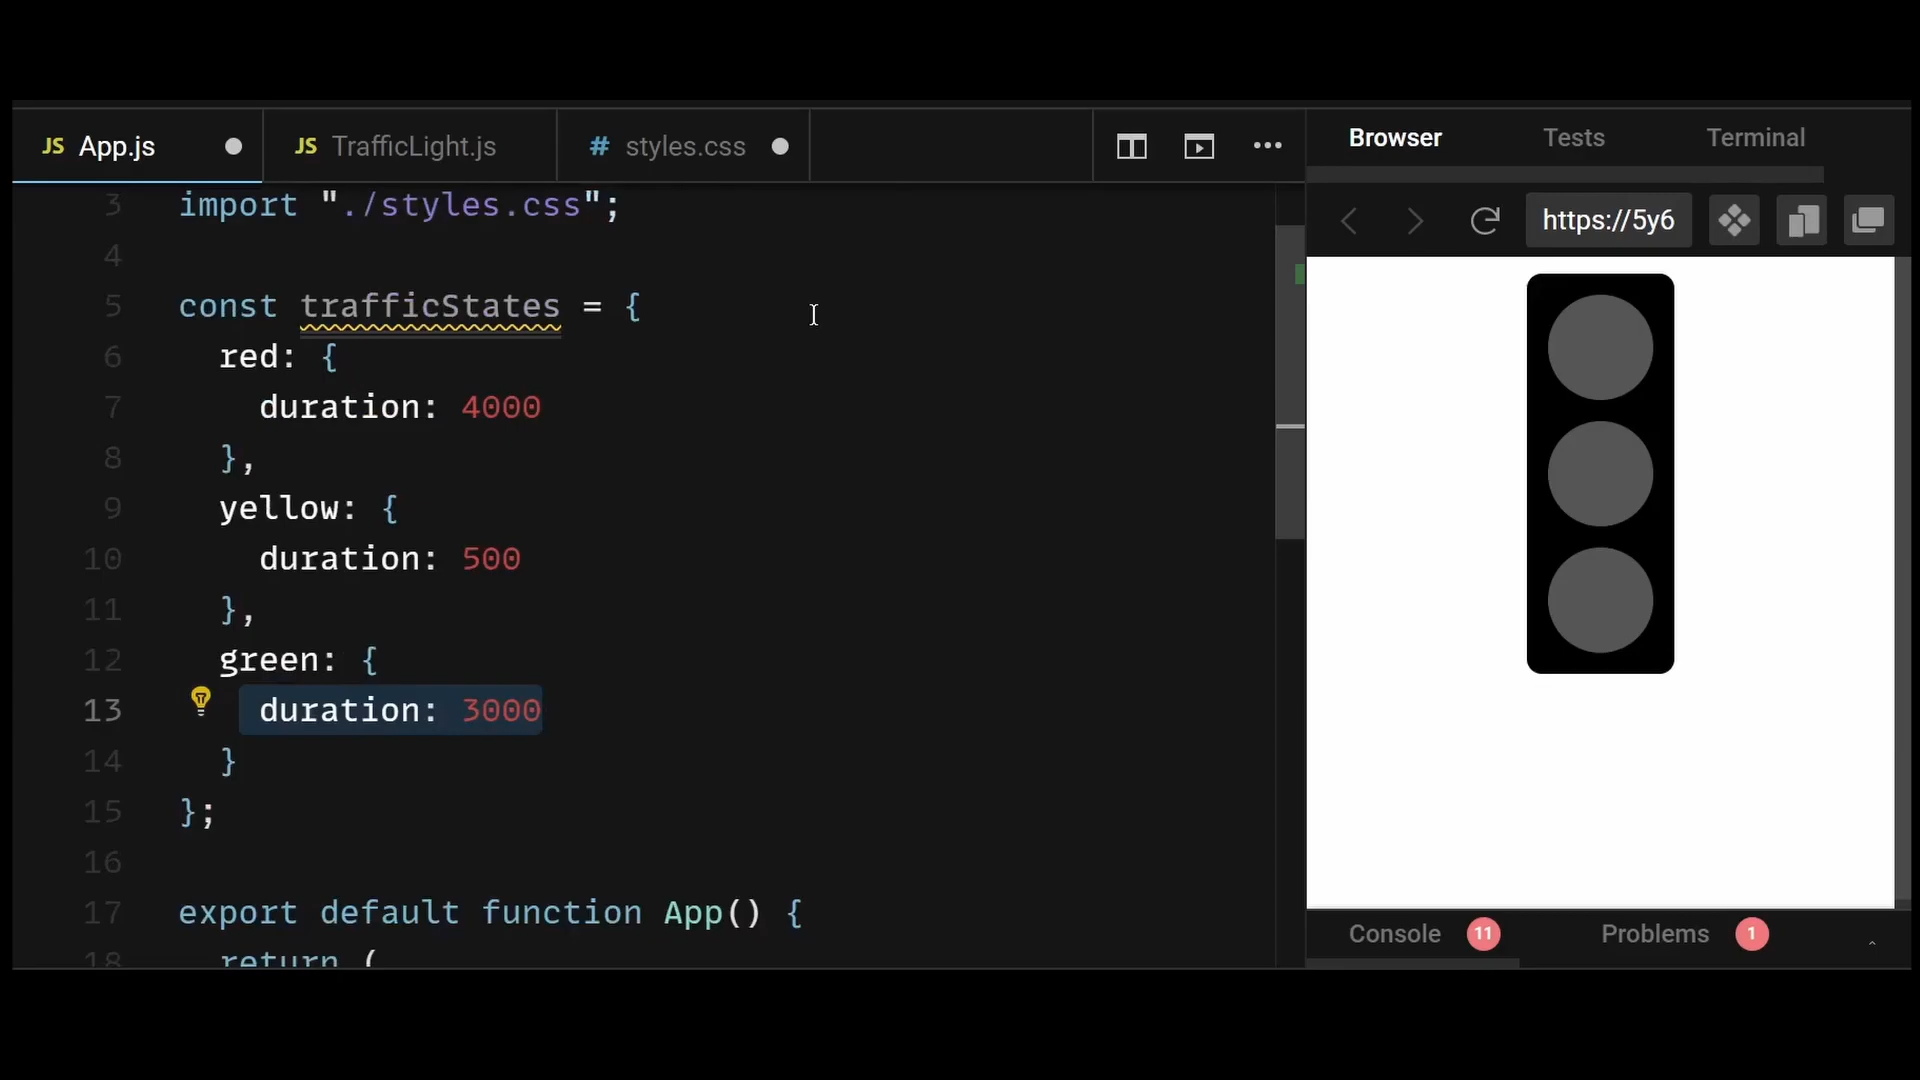 JS App.js
JS TrafficLight.js
# styles.css
Browser
Tests
Terminal
https://5y6
3 import "./styles.css";
4
5 const trafficStates = {
6 red: {
7 duration: 4000
8 },
9 yellow: {
10 duration: 500
11 },
12 green: {
13 duration: 3000
14 }
15 };
16
17 export default function App() {
18 return (
Console 11
Problems 1